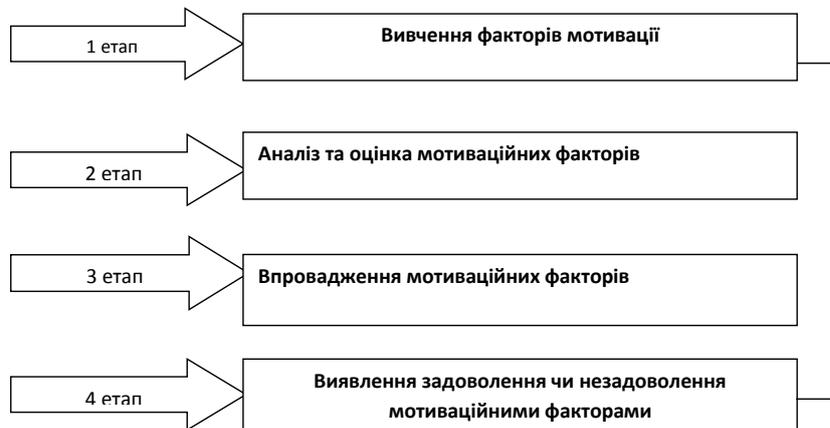 1 етап
Вивчення факторів мотивації
2 етап
Аналіз та оцінка мотиваційних факторів
3 етап
Впровадження мотиваційних факторів
4 етап
Виявлення задоволення чи незадоволення
мотиваційними факторами